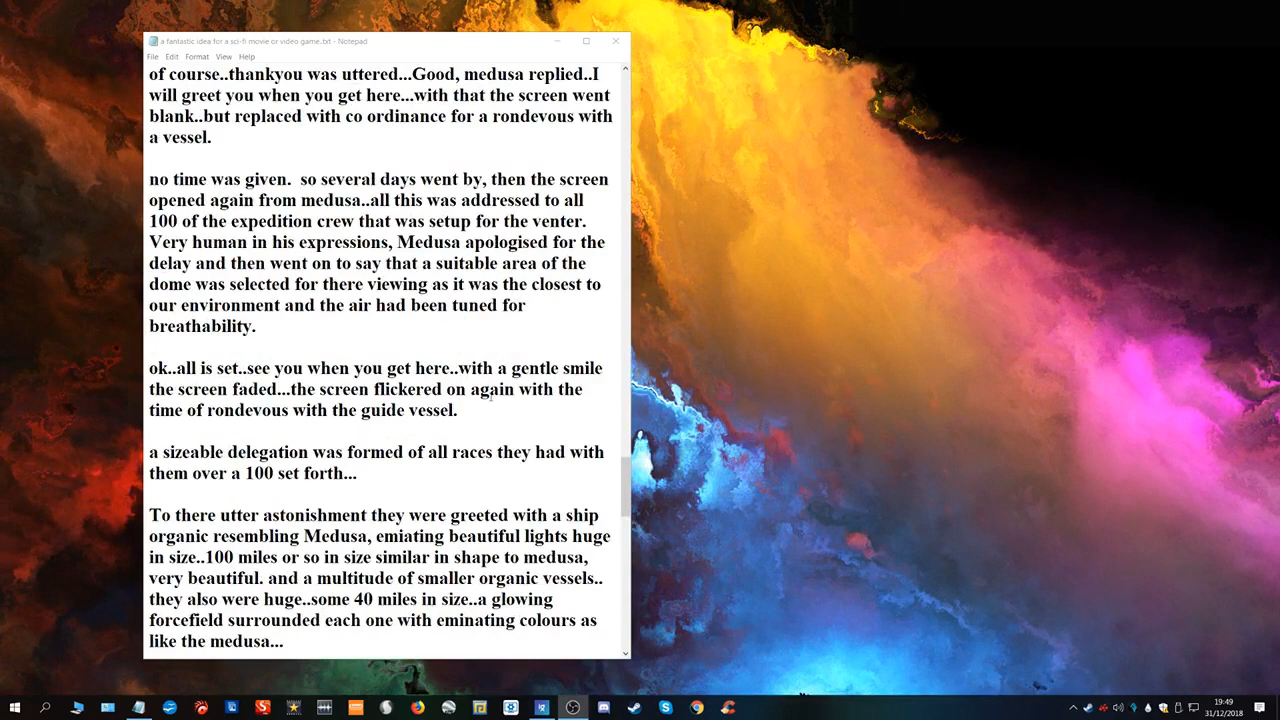 a fantastic idea for a sci-fi movie or video game.txt - Notepad
File Edit Format View Help
of course..thankyou was uttered...Good, medusa replied..I
will greet you when you get here...with that the screen went
blank..but replaced with co ordinance for a rondevous with
a vessel.
no time was given.  so several days went by, then the screen
opened again from medusa..all this was addressed to all
100 of the expedition crew that was setup for the venter.
Very human in his expressions, Medusa apologised for the
delay and then went on to say that a suitable area of the
dome was selected for there viewing as it was the closest to
our environment and the air had been tuned for
breathability.
ok..all is set..see you when you get here..with a gentle smile
the screen faded...the screen flickered on again with the
time of rondevous with the guide vessel.
a sizeable delegation was formed of all races they had with
them over a 100 set forth...
To there utter astonishment they were greeted with a ship
organic resembling Medusa, emiating beautiful lights huge
in size..100 miles or so in size similar in shape to medusa,
very beautiful. and a multitude of smaller organic vessels..
they also were huge..some 40 miles in size..a glowing
forcefield surrounded each one with eminating colours as
like the medusa...
19:49
31/12/2018